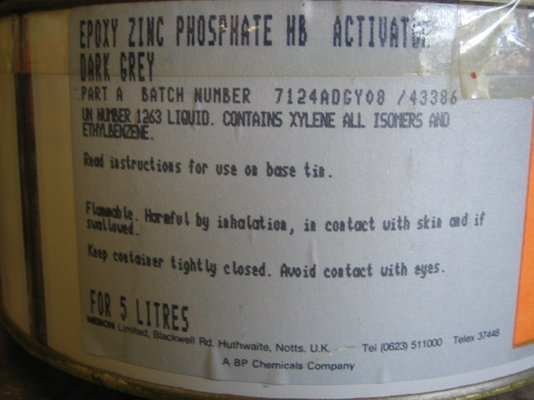 EPOXY ZINC PHOSPHATE HB ACTIVATOR
DARK GREY
PART A BATCH NUMBER 7124ADGY08 /43386
UN NUMBER 1263 LIQUID. CONTAINS XYLENE ALL ISOMERS AND
ETHYLBENZENE.
Read instructions for use on base tin.
Flammable. Harmful by inhalation, in contact with skin and if
swallowed.
Keep container tightly closed. Avoid contact with eyes.
FOR 5 LITRES
Limited, Blackwell Rd. Huthwaite, Notts. U.K. Tel (0623) 511000 Telex 37448
A BP Chemicals Company